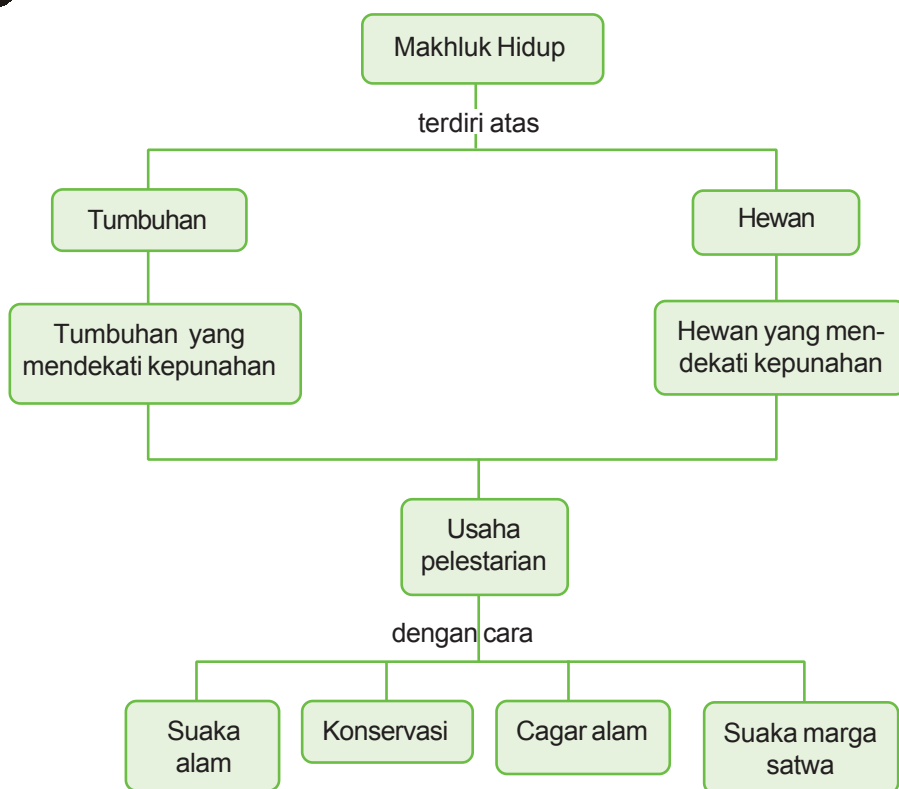 Makhluk Hidup
terdiri atas
Tumbuhan
Hewan
Tumbuhan yang
mendekati kepunahan
Hewan yang men-
dekati kepunahan
Usaha
pelestarian
dengan cara
Suaka
alam
Konservasi
Cagar alam
Suaka marga
satwa